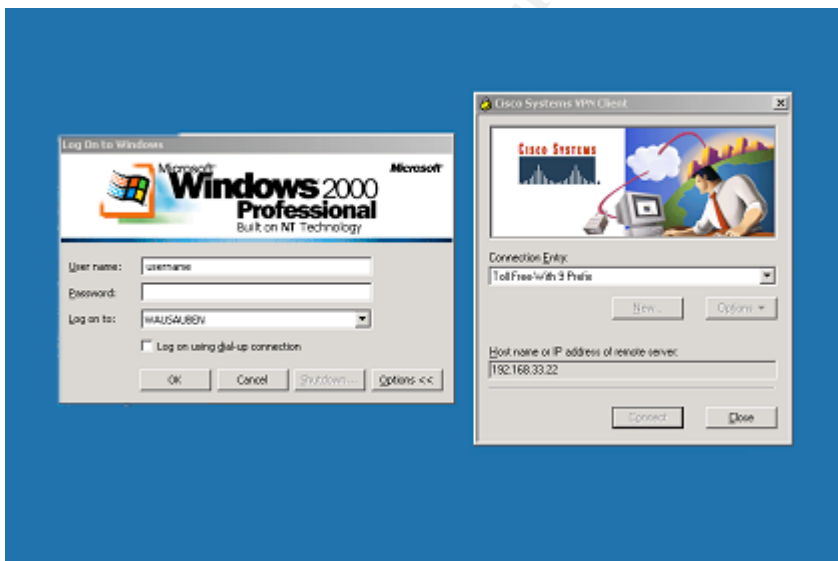 Log On to Windows
Microsoft
Microsoft
Windows 2000
Professional
Built on NT Technology
User name:
username
Password:
Log on to:
WAUSAUBEN
Log on using dial-up connection
OK
Cancel
Shutdown...
Options <<
Cisco Systems VPN Client
CISCO SYSTEMS
Connection Entry:
Toll Free With 9 Prefix
New...
Options
Host name or IP address of remote server:
192.168.33.22
Connect
Close